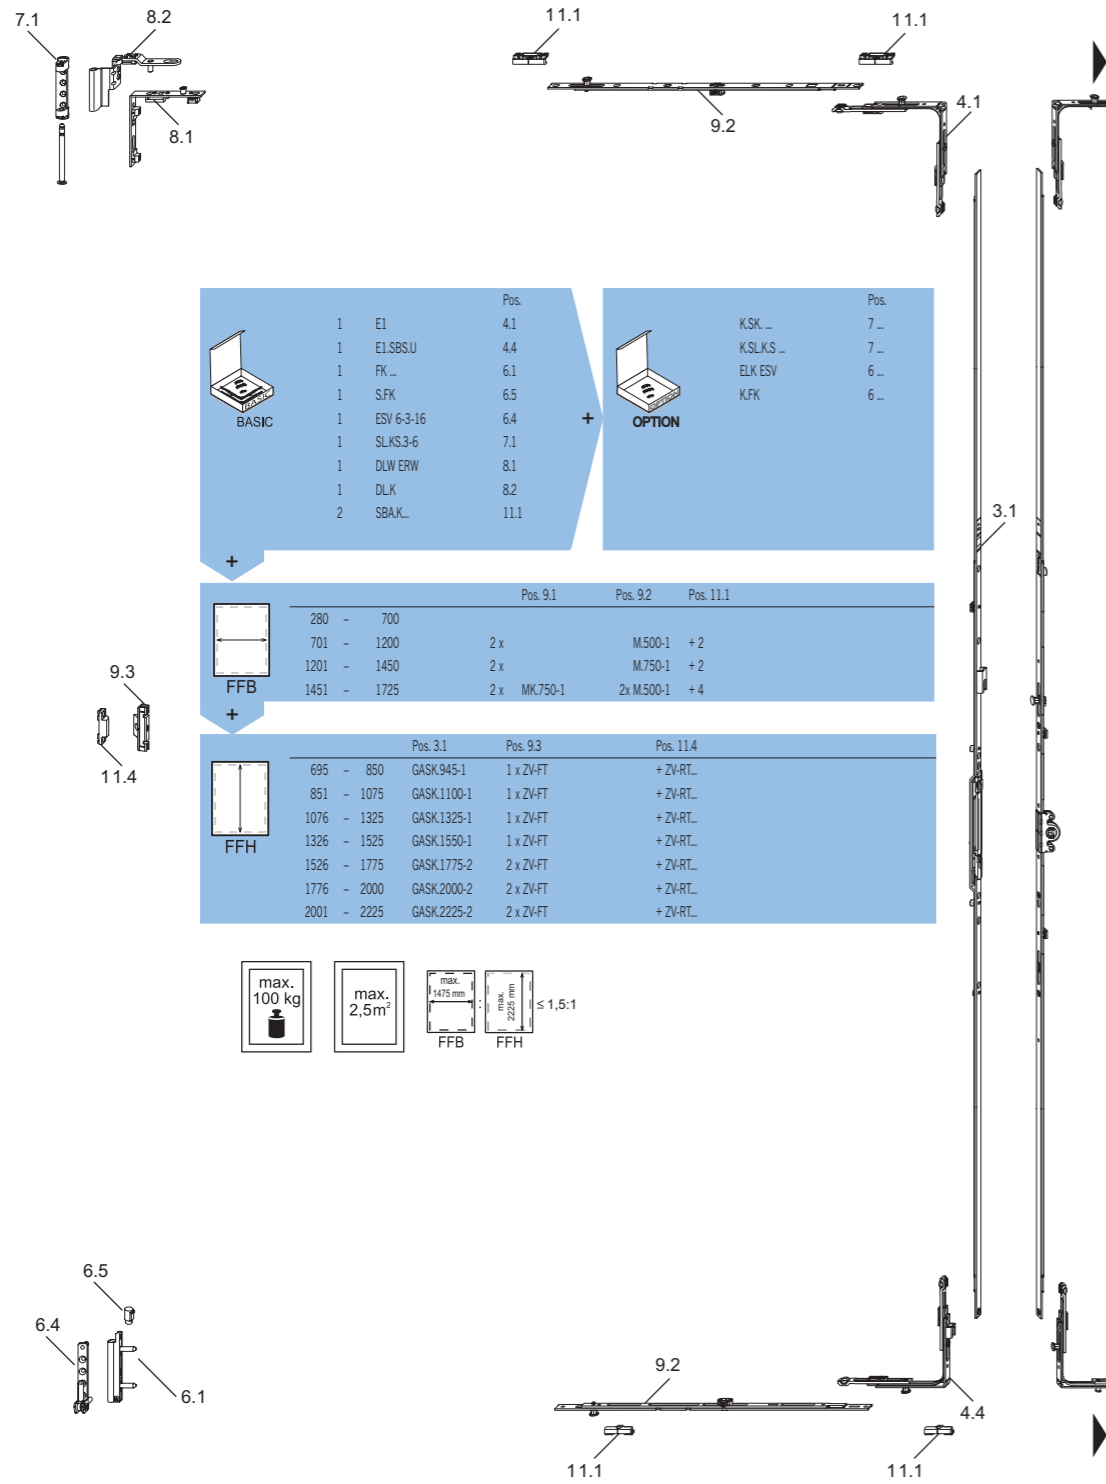 7.1
8.2
11.1
11.1
8.1
9.2
4.1
3.1
Pos.
1 E1 4.1
1 E1.SBS.U 4.4
1 FK ... 6.1
1 S.FK 6.5
1 ESV 6-3-16 6.4
1 SL.KS.3-6 7.1
1 DLW ERW 8.1
1 DL.K 8.2
2 SBA.K... 11.1
BASIC
+
Pos.
K.SK. ... 7 ...
K.SL.K.S ... 7 ...
ELK ESV 6 ...
K.FK 6 ...
OPTION
+
Pos. 9.1 Pos. 9.2 Pos. 11.1
280 – 700
701 – 1200 2 x M.500-1 + 2
1201 – 1450 2 x M.750-1 + 2
1451 – 1725 2 x MK.750-1 2x M.500-1 + 4
FFB
+
9.3
11.4
Pos. 3.1 Pos. 9.3 Pos. 11.4
695 – 850 GASK.945-1 1 x ZV-FT + ZV-RT...
851 – 1075 GASK.1100-1 1 x ZV-FT + ZV-RT...
1076 – 1325 GASK.1325-1 1 x ZV-FT + ZV-RT...
1326 – 1525 GASK.1550-1 1 x ZV-FT + ZV-RT...
1526 – 1775 GASK.1775-2 2 x ZV-FT + ZV-RT...
1776 – 2000 GASK.2000-2 2 x ZV-FT + ZV-RT...
2001 – 2225 GASK.2225-2 2 x ZV-FT + ZV-RT...
FFH
max.
100 kg
max.
2,5m²
max.
1475 mm
FFB
:
max.
2225 mm
FFH
≤ 1,5:1
6.5
6.4
6.1
9.2
4.4
11.1
11.1